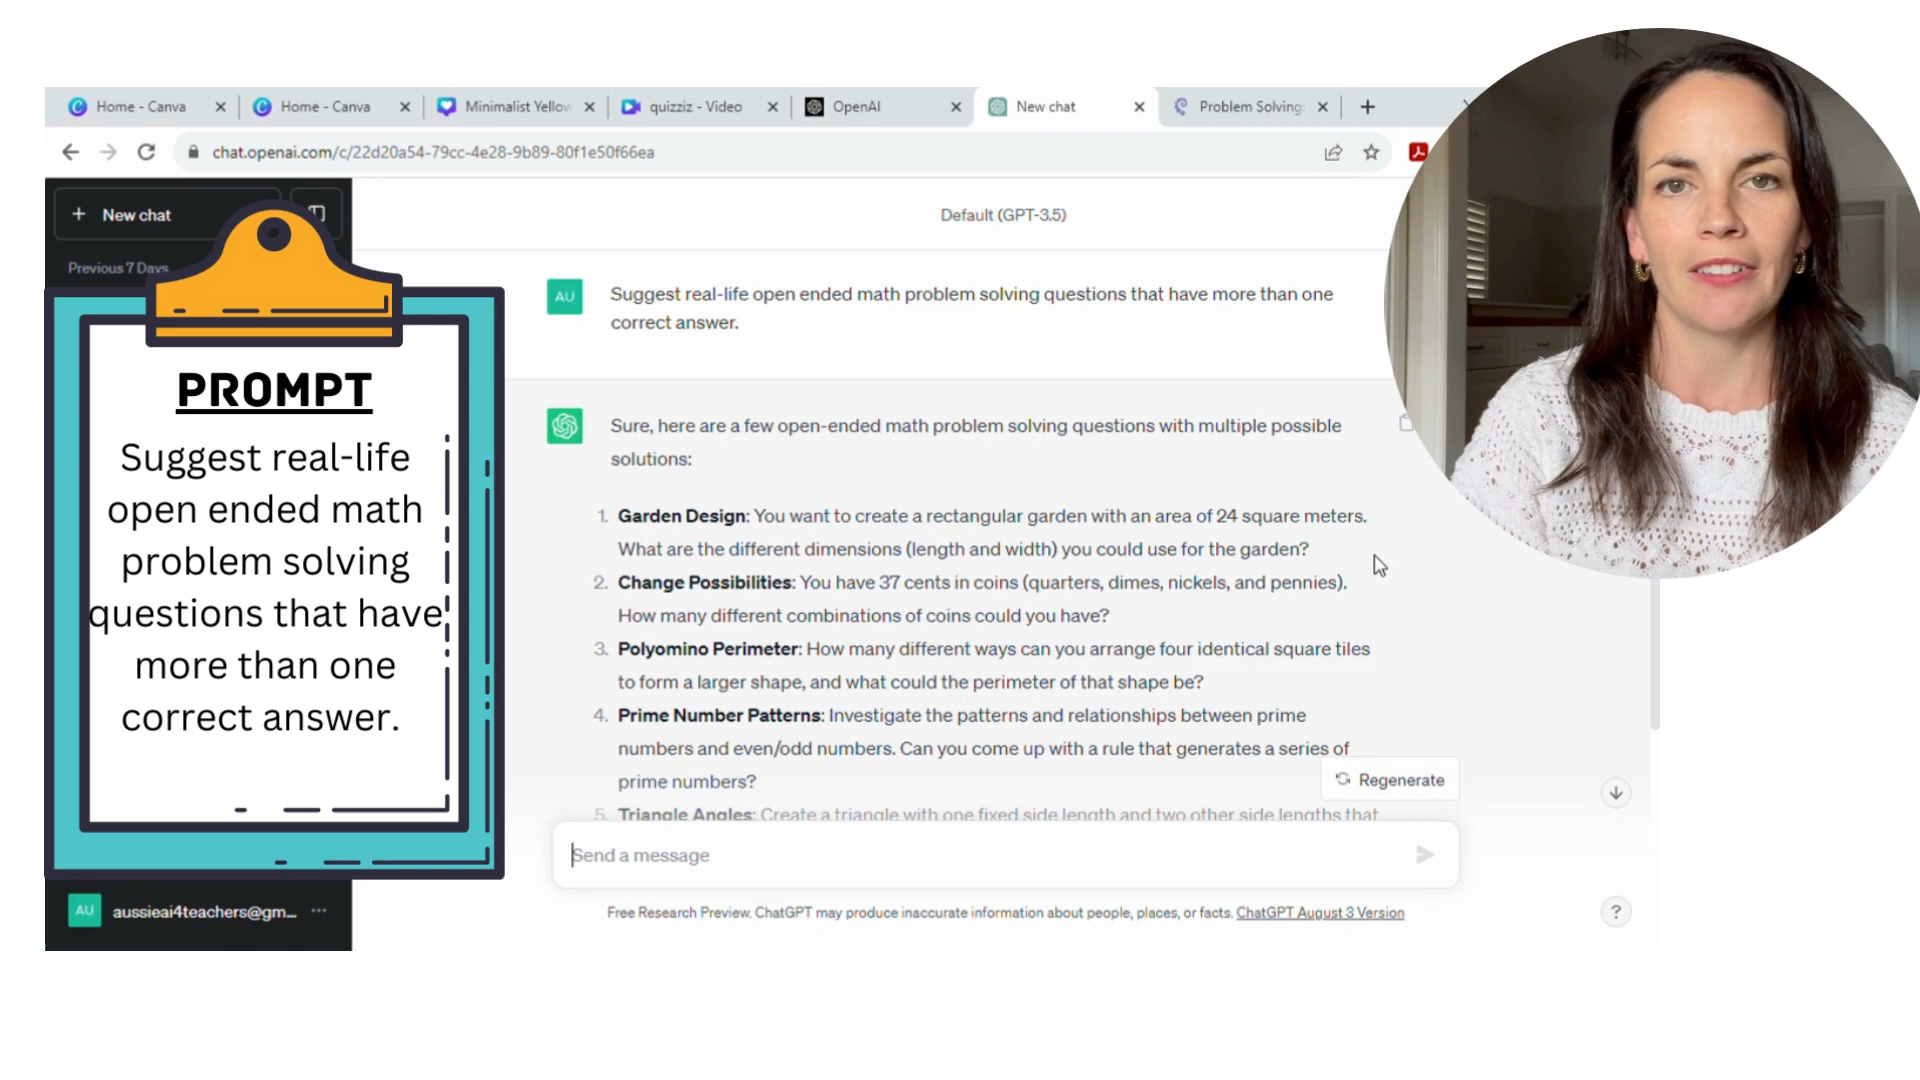 Home - Canva
Home - Canva
Minimalist Yellow
quizziz - Video
OpenAI
New chat
Problem Solving:
chat.openai.com/c/22d20a54-79cc-4e28-9b89-80f1e50f66ea
New chat
Previous 7 Days
Default (GPT-3.5)
PROMPT
Suggest real-life
open ended math
problem solving
questions that have
more than one
correct answer.
AU
Suggest real-life open ended math problem solving questions that have more than one
correct answer.
Sure, here are a few open-ended math problem solving questions with multiple possible
solutions:
1. Garden Design: You want to create a rectangular garden with an area of 24 square meters.
What are the different dimensions (length and width) you could use for the garden?
2. Change Possibilities: You have 37 cents in coins (quarters, dimes, nickels, and pennies).
How many different combinations of coins could you have?
3. Polyomino Perimeter: How many different ways can you arrange four identical square tiles
to form a larger shape, and what could the perimeter of that shape be?
4. Prime Number Patterns: Investigate the patterns and relationships between prime
numbers and even/odd numbers. Can you come up with a rule that generates a series of
prime numbers?
Regenerate
5. Triangle Angles: Create a triangle with one fixed side length and two other side lengths that
Send a message
AU aussieai4teachers@gm... ...
Free Research Preview. ChatGPT may produce inaccurate information about people, places, or facts. ChatGPT August 3 Version
?